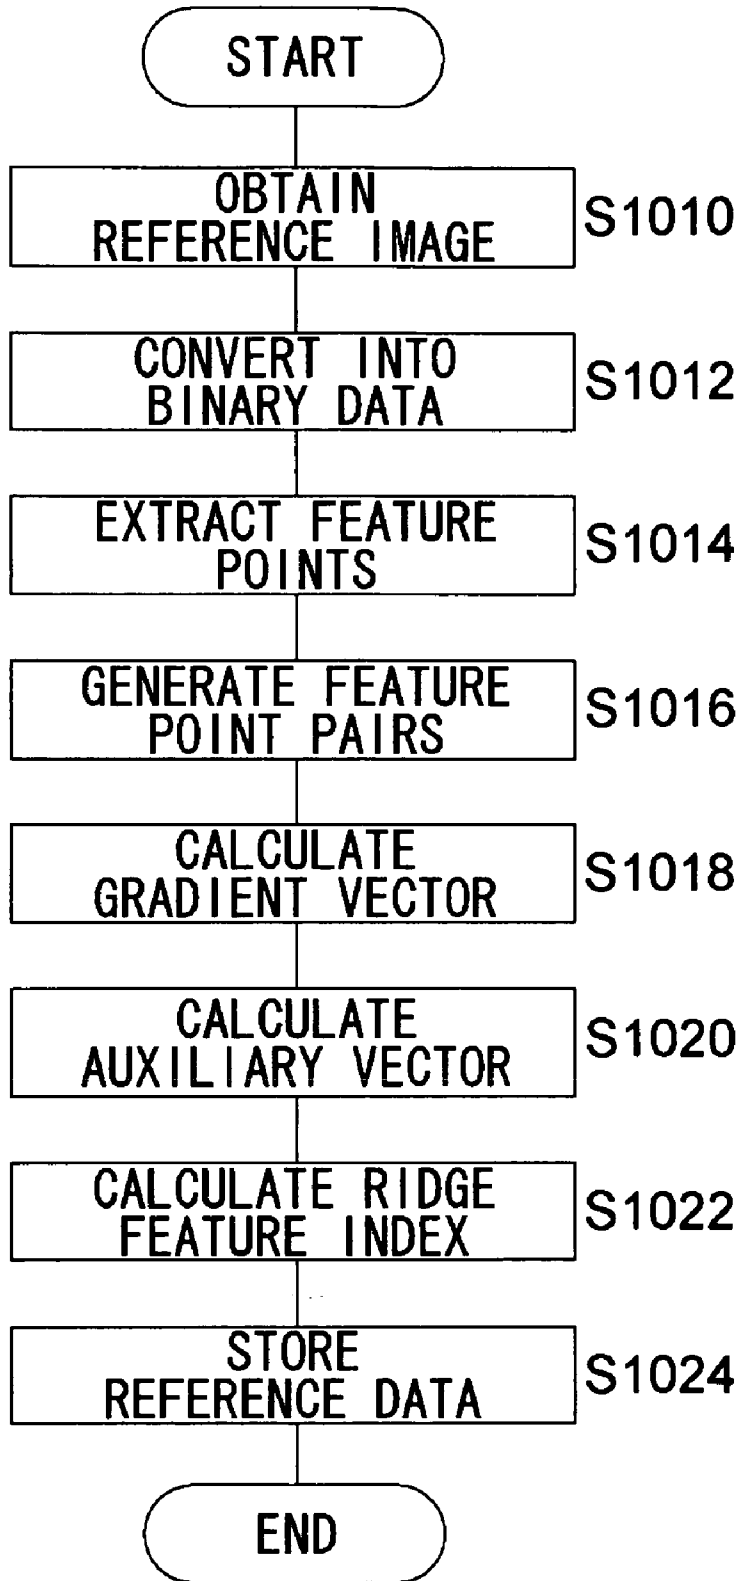 START
OBTAIN
REFERENCE IMAGE
S1010
CONVERT INTO
BINARY DATA
S1012
EXTRACT FEATURE
POINTS
S1014
GENERATE FEATURE
POINT PAIRS
S1016
CALCULATE
GRADIENT VECTOR
S1018
CALCULATE
AUXILIARY VECTOR
S1020
CALCULATE RIDGE
FEATURE INDEX
S1022
STORE
REFERENCE DATA
S1024
END